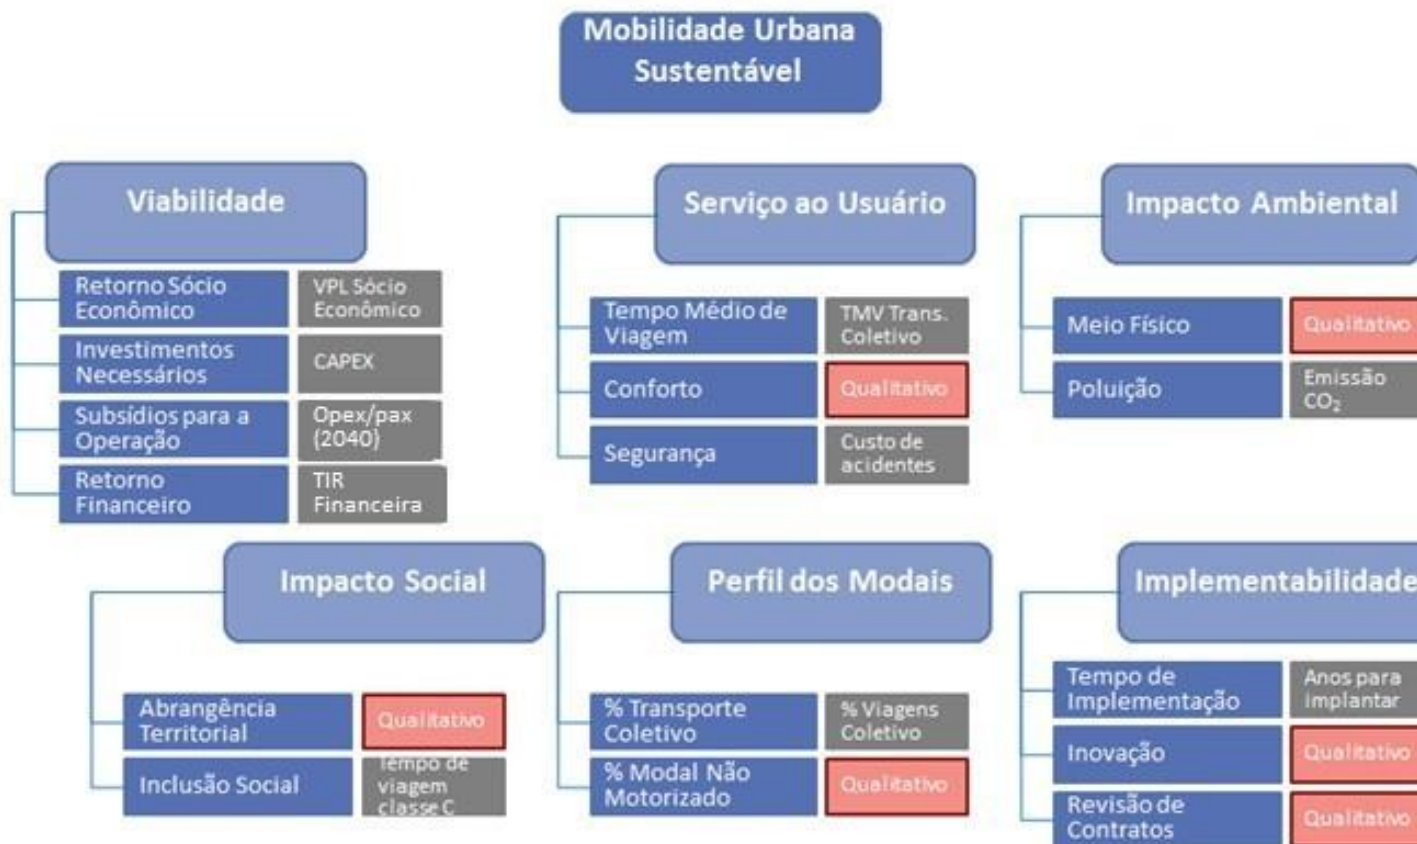 Mobilidade Urbana
Sustentável
Viabilidade
Retorno Sócio
Econômico
VPL Sócio
Econômico
Investimentos
Necessários
CAPEX
Subsídios para a
Operação
Opex/pax
(2040)
Retorno
Financeiro
TIR
Financeira
Serviço ao Usuário
Tempo Médio de
Viagem
TMV Trans.
Coletivo
Conforto
Qualitativo
Segurança
Custo de
acidentes
Impacto Ambiental
Meio Físico
Qualitativo
Poluição
Emissão
CO₂
Impacto Social
Abrangência
Territorial
Qualitativo
Inclusão Social
Tempo de
viagem
classe C
Perfil dos Modais
% Transporte
Coletivo
% Viagens
Coletivo
% Modal Não
Motorizado
Qualitativo
Implementabilidade
Tempo de
Implementação
Anos para
implantar
Inovação
Qualitativo
Revisão de
Contratos
Qualitativo